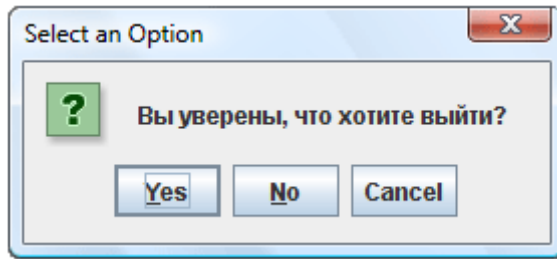 Select an Option
?
Вы уверены, что хотите выйти?
Yes No Cancel